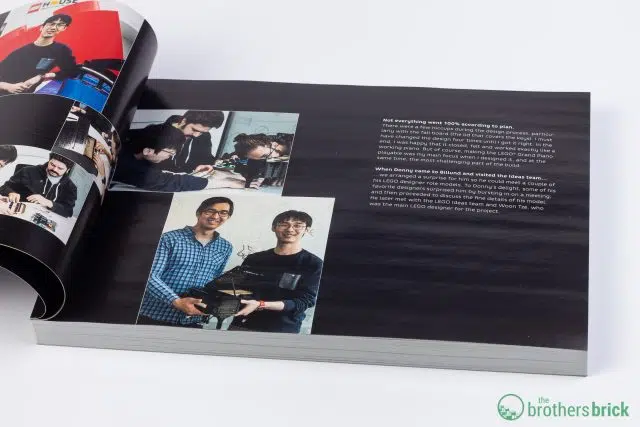 HOUSE
Not everything went 100% according to plan.
There were a few hiccups during the design process, particu-
larly with the fall-board (the lid that covers the keys). I must
have changed the design four times until I got it right. In the
end, I was happy that it closed, felt and worked exactly like a
working piano. But of course, making the LEGO® Grand Piano
playable was my main focus when I designed it, and at the
same time, the most challenging part of the build.
When Donny came to Billund and visited the Ideas team...
... we arranged a surprise for him so he could meet a couple of
his LEGO designer role models. To Donny's delight, some of his
favorite designers surprised him by bursting in on a meeting,
and then proceeded to discuss the fine details of his model.
He later met with the LEGO Ideas team and Woon Tze, who
was the main LEGO designer for the project.
the
brothersbrick